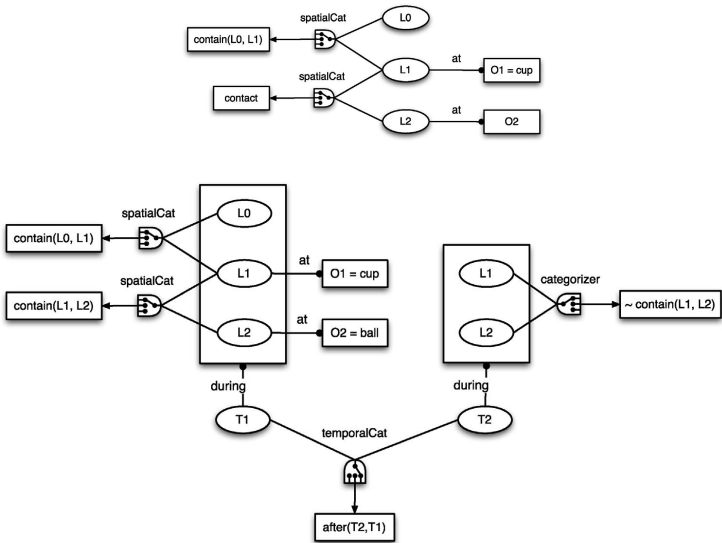 spatialCat
L0
contain(L0, L1)
at
L1
O1 = cup
spatialCat
contact
at
L2
O2
spatialCat
L0
contain(L0, L1)
at
L1
O1 = cup
L1
categorizer
spatialCat
contain(L1, L2)
~ contain(L1, L2)
at
L2
O2 = ball
L2
during
during
T1
T2
temporalCat
after(T2,T1)